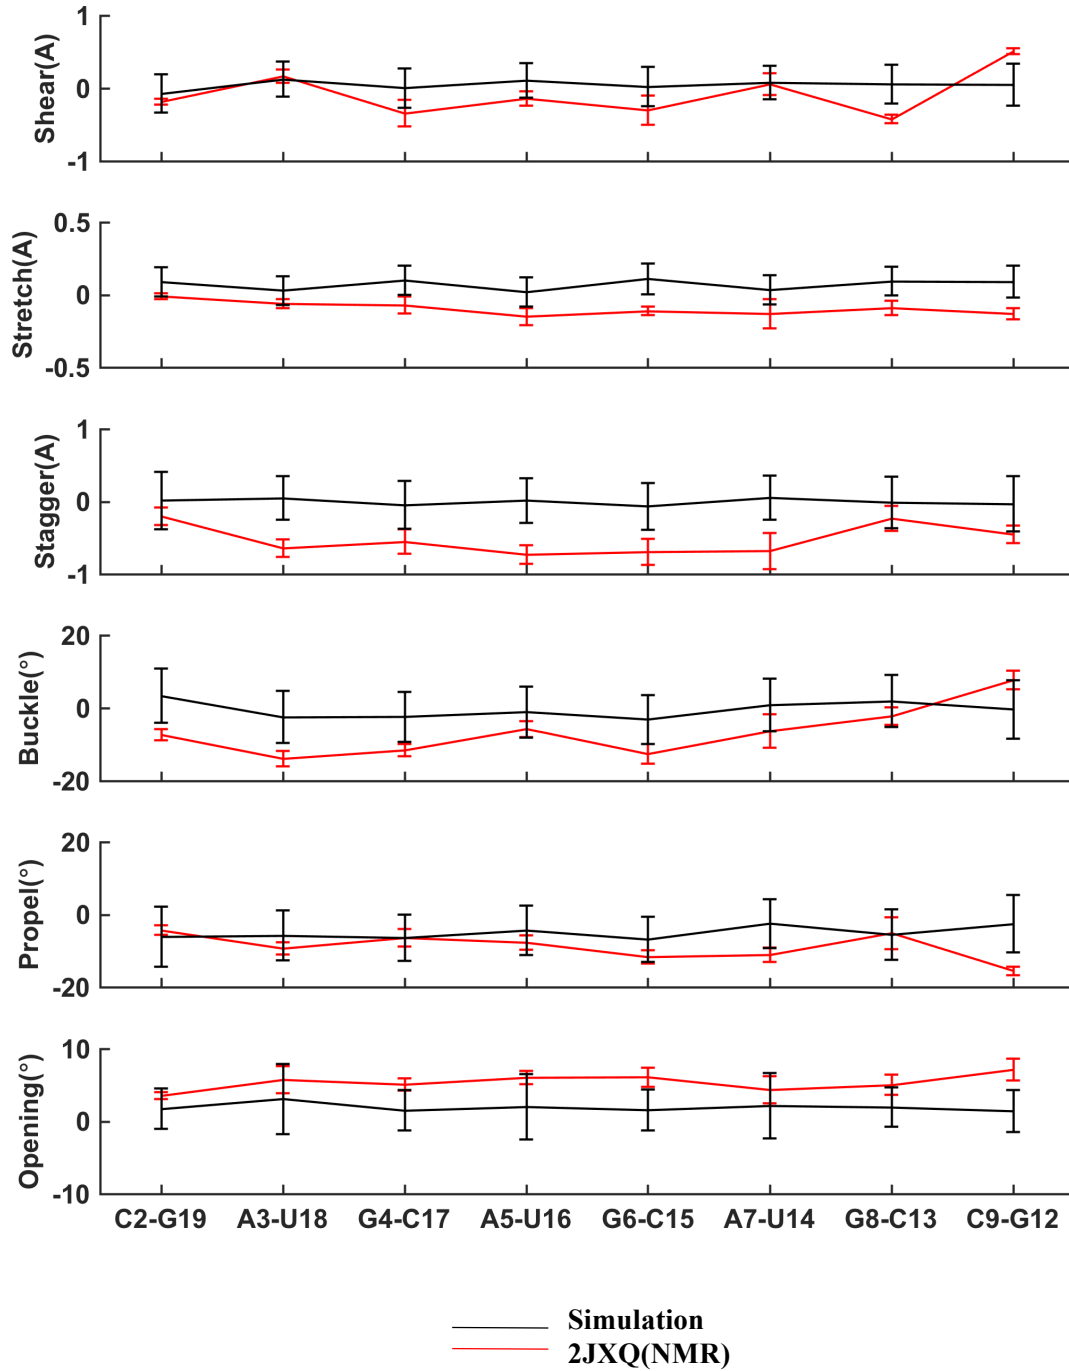 1
Shear(A)
0
-1
0.5
Stretch(A)
0
-0.5
1
Stagger(A)
0
-1
20
Buckle(°)
0
-20
20
Propel(°)
0
-20
10
Opening(°)
0
-10
C2-G19 A3-U18 G4-C17 A5-U16 G6-C15 A7-U14 G8-C13 C9-G12
Simulation
2JXQ(NMR)